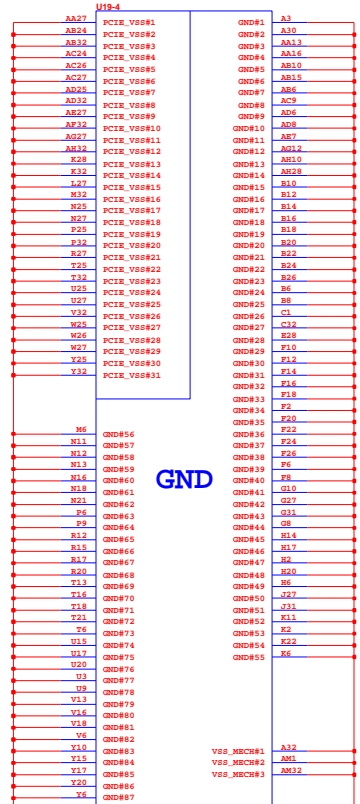 U19-4
AA27 PCIE_VSS#1 GND#1 A3
AB24 PCIE_VSS#2 GND#2 A30
AB32 PCIE_VSS#3 GND#3 AA13
AC24 PCIE_VSS#4 GND#4 AA16
AC26 PCIE_VSS#5 GND#5 AB10
AC27 PCIE_VSS#6 GND#6 AB15
AD25 PCIE_VSS#7 GND#7 AB6
AD32 PCIE_VSS#8 GND#8 AC9
AE27 PCIE_VSS#9 GND#9 AD6
AF32 PCIE_VSS#10 GND#10 AD8
AG27 PCIE_VSS#11 GND#11 AE7
AH32 PCIE_VSS#12 GND#12 AG12
K28 PCIE_VSS#13 GND#13 AH10
K32 PCIE_VSS#14 GND#14 AH28
L27 PCIE_VSS#15 GND#15 B10
M32 PCIE_VSS#16 GND#16 B12
N25 PCIE_VSS#17 GND#17 B14
N27 PCIE_VSS#18 GND#18 B16
P25 PCIE_VSS#19 GND#19 B18
P32 PCIE_VSS#20 GND#20 B20
R27 PCIE_VSS#21 GND#21 B22
T25 PCIE_VSS#22 GND#22 B24
T32 PCIE_VSS#23 GND#23 B26
U25 PCIE_VSS#24 GND#24 B6
U27 PCIE_VSS#25 GND#25 B8
V32 PCIE_VSS#26 GND#26 C1
W25 PCIE_VSS#27 GND#27 C32
W26 PCIE_VSS#28 GND#28 E28
W27 PCIE_VSS#29 GND#29 F10
Y25 PCIE_VSS#30 GND#30 F12
Y32 PCIE_VSS#31 GND#31 F14
GND#32 F16
GND#33 F18
GND#34 F2
GND#35 F20
M6 GND#56 GND#36 F22
N11 GND#57 GND#37 F24
N12 GND#58 GND#38 F26
N13 GND#59 GND#39 F6
GND
N16 GND#60 GND#40 F8
N18 GND#61 GND#41 G10
N21 GND#62 GND#42 G27
P6 GND#63 GND#43 G31
P9 GND#64 GND#44 G8
R12 GND#65 GND#45 H14
R15 GND#66 GND#46 H17
R17 GND#67 GND#47 H2
R20 GND#68 GND#48 H20
T13 GND#69 GND#49 H6
T16 GND#70 GND#50 J27
T18 GND#71 GND#51 J31
T21 GND#72 GND#52 K11
T6 GND#73 GND#53 K2
U15 GND#74 GND#54 K22
U17 GND#75 GND#55 K6
U20 GND#76
U3 GND#77
U9 GND#78
V13 GND#79
V16 GND#80
V18 GND#81
V6 GND#82
Y10 GND#83 VSS_MECH#1 A32
Y15 GND#84 VSS_MECH#2 AM1
Y17 GND#85 VSS_MECH#3 AM32
Y20 GND#86
Y6 GND#87